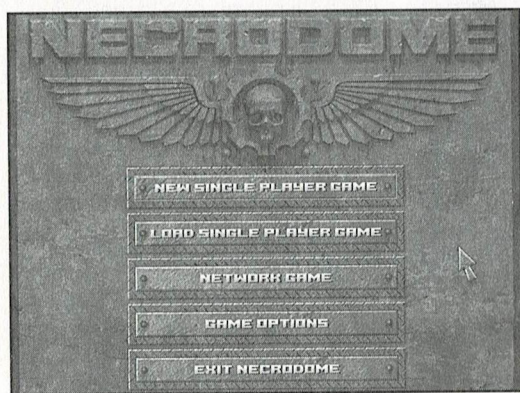 NECRODOME
NEW SINGLE PLAYER GAME
LOAD SINGLE PLAYER GAME
NETWORK GAME
GAME OPTIONS
EXIT NECRODOME